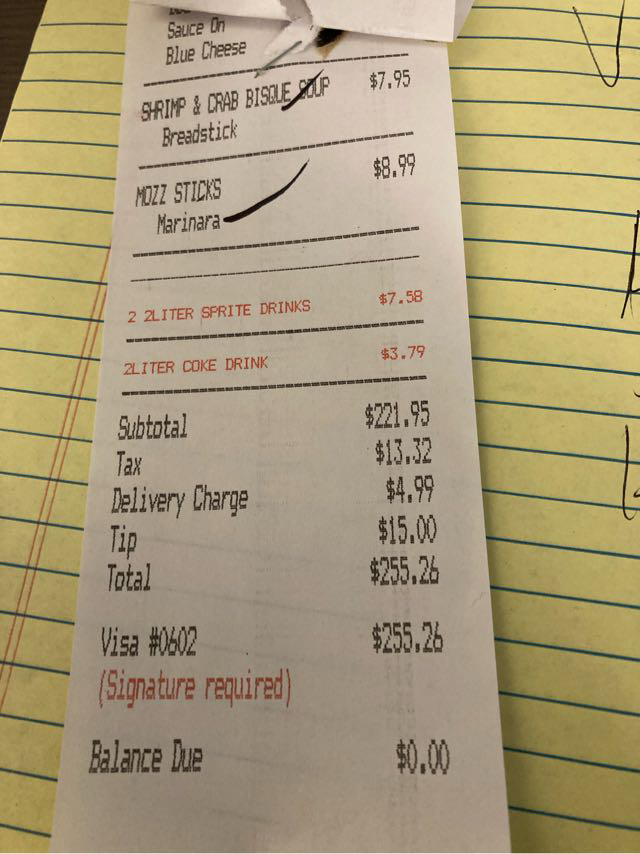 Sauce On
Blue Cheese
SHRIMP & CRAB BISQUE SOUP $7.95
Breadstick
MOZZ STICKS $8.99
Marinara
2 2LITER SPRITE DRINKS $7.58
2LITER COKE DRINK $3.79
Subtotal $221.95
Tax $13.32
Delivery Charge $4.99
Tip $15.00
Total $255.26
Visa #0602 $255.26
(Signature required)
Balance Due $0.00